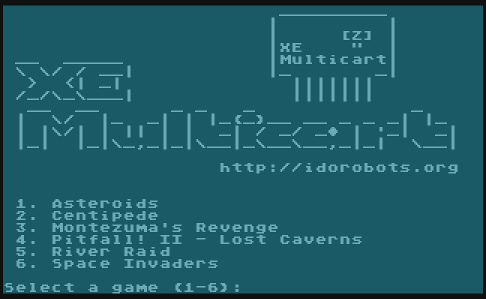 [Z]
XE "
Multicart
XE
Multicart
http://idorobots.org
1. Asteroids
2. Centipede
3. Montezuma's Revenge
4. Pitfall! II - Lost Caverns
5. River Raid
6. Space Invaders
Select a game (1-6):